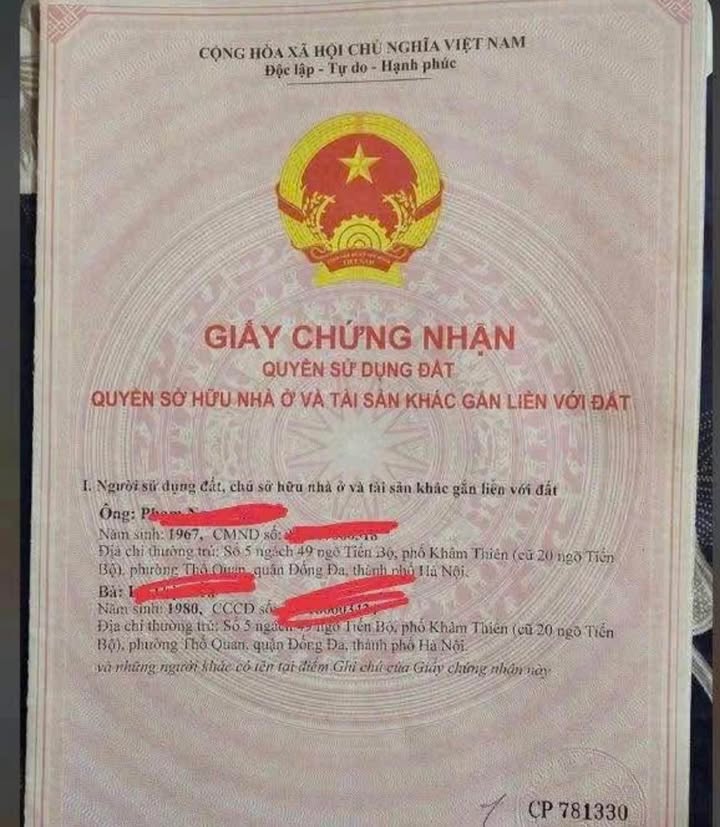 CỘNG HÒA XÃ HỘI CHỦ NGHĨA VIỆT NAM
Độc lập - Tự do - Hạnh phúc
GIẤY CHỨNG NHẬN
QUYỀN SỬ DỤNG ĐẤT
QUYỀN SỞ HỮU NHÀ Ở VÀ TÀI SẢN KHÁC GẮN LIỀN VỚI ĐẤT
I. Người sử dụng đất, chủ sở hữu nhà ở và tài sản khác gắn liền với đất
Ông:
Năm sinh: 1967, CMND số:
Địa chỉ thường trú: Số 5 ngách 49 ngõ Tiến Bộ, phố Khâm Thiên (cũ 20 ngõ Tiến
Bộ), phường Thổ Quan, quận Đống Đa, thành phố Hà Nội.
Bà:
Năm sinh: 1980, CCCD số:
Địa chỉ thường trú: Số 5 ngách 49 ngõ Tiến Bộ, phố Khâm Thiên (cũ 20 ngõ Tiến
Bộ), phường Thổ Quan, quận Đống Đa, thành phố Hà Nội.
và những người khác có tên tại điểm Ghi chú của Giấy chứng nhận này
CP 781330